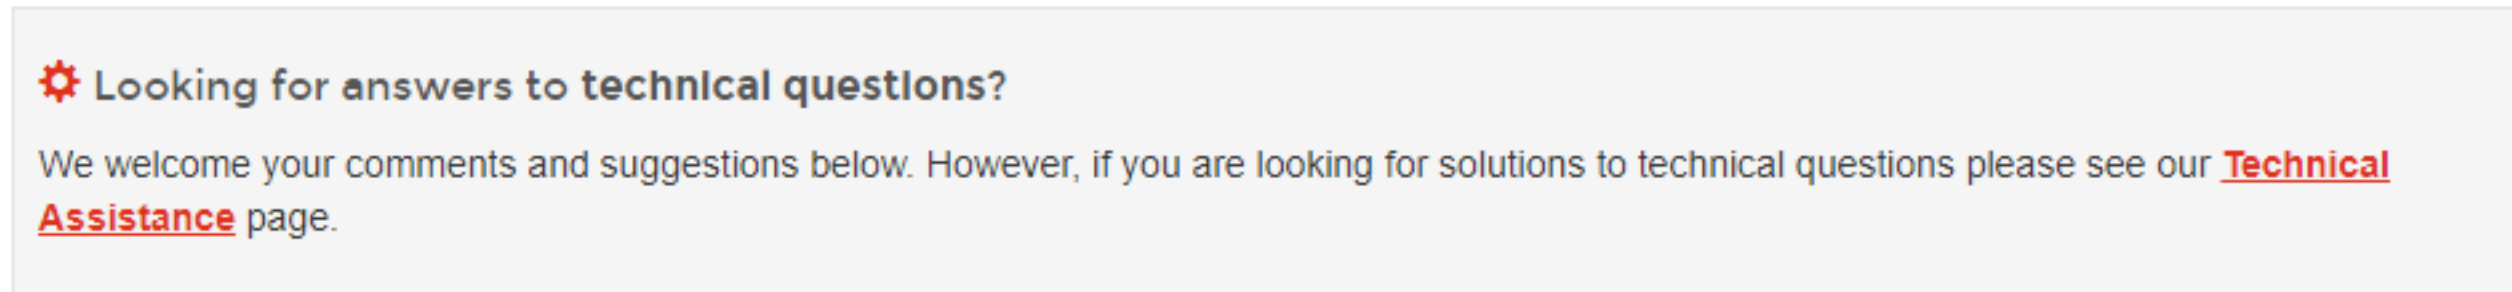 Looking for answers to technical questions?
We welcome your comments and suggestions below. However, if you are looking for solutions to technical questions please see our Technical
Assistance page.